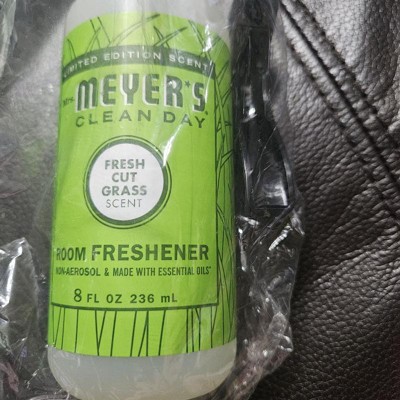 LIMITED EDITION SCENT
MRS. MEYER'S
CLEAN DAY
FRESH
CUT
GRASS
SCENT
ROOM FRESHENER
NON-AEROSOL & MADE WITH ESSENTIAL OILS*
8 FL OZ 236 mL